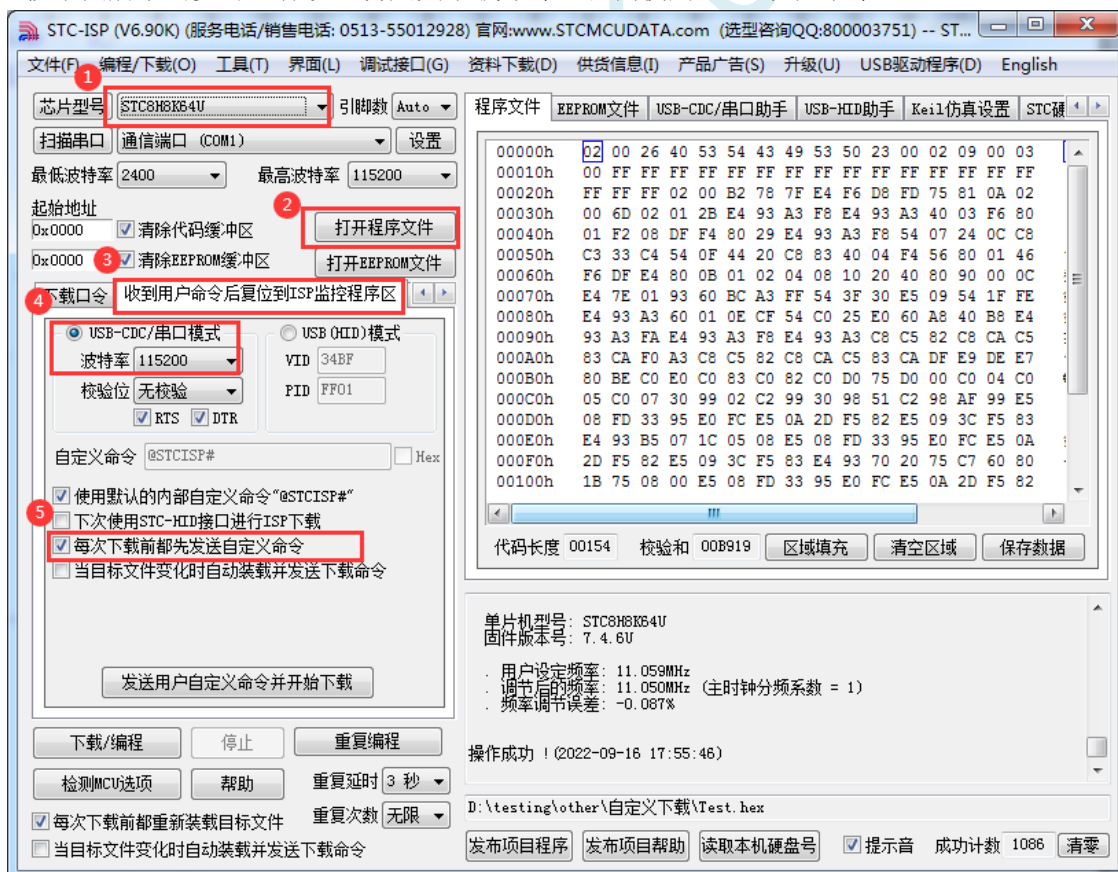 STC-ISP (V6.90K) (服务电话/销售电话: 0513-55012928) 官网:www.STCMCUDATA.com (选型咨询QQ:800003751) -- ST...
文件(F) 编程/下载(O) 工具(T) 界面(L) 调试接口(G) 资料下载(D) 供货信息(I) 产品广告(S) 升级(U) USB驱动程序(D) English
1
芯片型号 STC8H8K64U 引脚数 Auto
扫描串口 通信端口 (COM1) 设置
最低波特率 2400 最高波特率 115200
起始地址
2
0x0000 清除代码缓冲区 打开程序文件
0x0000 3 清除EEPROM缓冲区 打开EEPROM文件
4 下载口令 收到用户命令后复位到ISP监控程序区
USB-CDC/串口模式 USB(HID)模式
波特率 115200 VID 34BF
校验位 无校验 PID FF01
RTS DTR
自定义命令 @STCISP# Hex
使用默认的内部自定义命令"@STCISP#"
5
下次使用STC-HID接口进行ISP下载
每次下载前都先发送自定义命令
当目标文件变化时自动装载并发送下载命令
发送用户自定义命令并开始下载
下载/编程 停止 重复编程
检测MCU选项 帮助 重复延时 3 秒
每次下载前都重新装载目标文件 重复次数 无限
当目标文件变化时自动装载并发送下载命令
程序文件 EEPROM文件 USB-CDC/串口助手 USB-HID助手 Keil仿真设置 STC硬
00000h 02 00 26 40 53 54 43 49 53 50 23 00 02 09 00 03
00010h 00 FF FF FF FF FF FF FF FF FF FF FF FF FF FF FF
00020h FF FF FF 02 00 B2 78 7F E4 F6 D8 FD 75 81 0A 02
00030h 00 6D 02 01 2B E4 93 A3 F8 E4 93 A3 40 03 F6 80
00040h 01 F2 08 DF F4 80 29 E4 93 A3 F8 54 07 24 0C C8
00050h C3 33 C4 54 0F 44 20 C8 83 40 04 F4 56 80 01 46
00060h F6 DF E4 80 0B 01 02 04 08 10 20 40 80 90 00 0C
00070h E4 7E 01 93 60 BC A3 FF 54 3F 30 E5 09 54 1F FE
00080h E4 93 A3 60 01 0E CF 54 C0 25 E0 60 A8 40 B8 E4
00090h 93 A3 FA E4 93 A3 F8 E4 93 A3 C8 C5 82 C8 CA C5
000A0h 83 CA F0 A3 C8 C5 82 C8 CA C5 83 CA DF E9 DE E7
000B0h 80 BE C0 E0 C0 83 C0 82 C0 D0 75 D0 00 C0 04 C0
000C0h 05 C0 07 30 99 02 C2 99 30 98 51 C2 98 AF 99 E5
000D0h 08 FD 33 95 E0 FC E5 0A 2D F5 82 E5 09 3C F5 83
000E0h E4 93 B5 07 1C 05 08 E5 08 FD 33 95 E0 FC E5 0A
000F0h 2D F5 82 E5 09 3C F5 83 E4 93 70 20 75 C7 60 80
00100h 1B 75 08 00 E5 08 FD 33 95 E0 FC E5 0A 2D F5 82
代码长度 00154 校验和 00B919 区域填充 清空区域 保存数据
单片机型号: STC8H8K64U
固件版本号: 7.4.6U
. 用户设定频率: 11.059MHz
. 调节后的频率: 11.050MHz (主时钟分频系数 = 1)
. 频率调节误差: -0.087%
操作成功 !(2022-09-16 17:55:46)
D:\testing\other\自定义下载\Test.hex
发布项目程序 发布项目帮助 读取本机硬盘号 提示音 成功计数 1086 清零